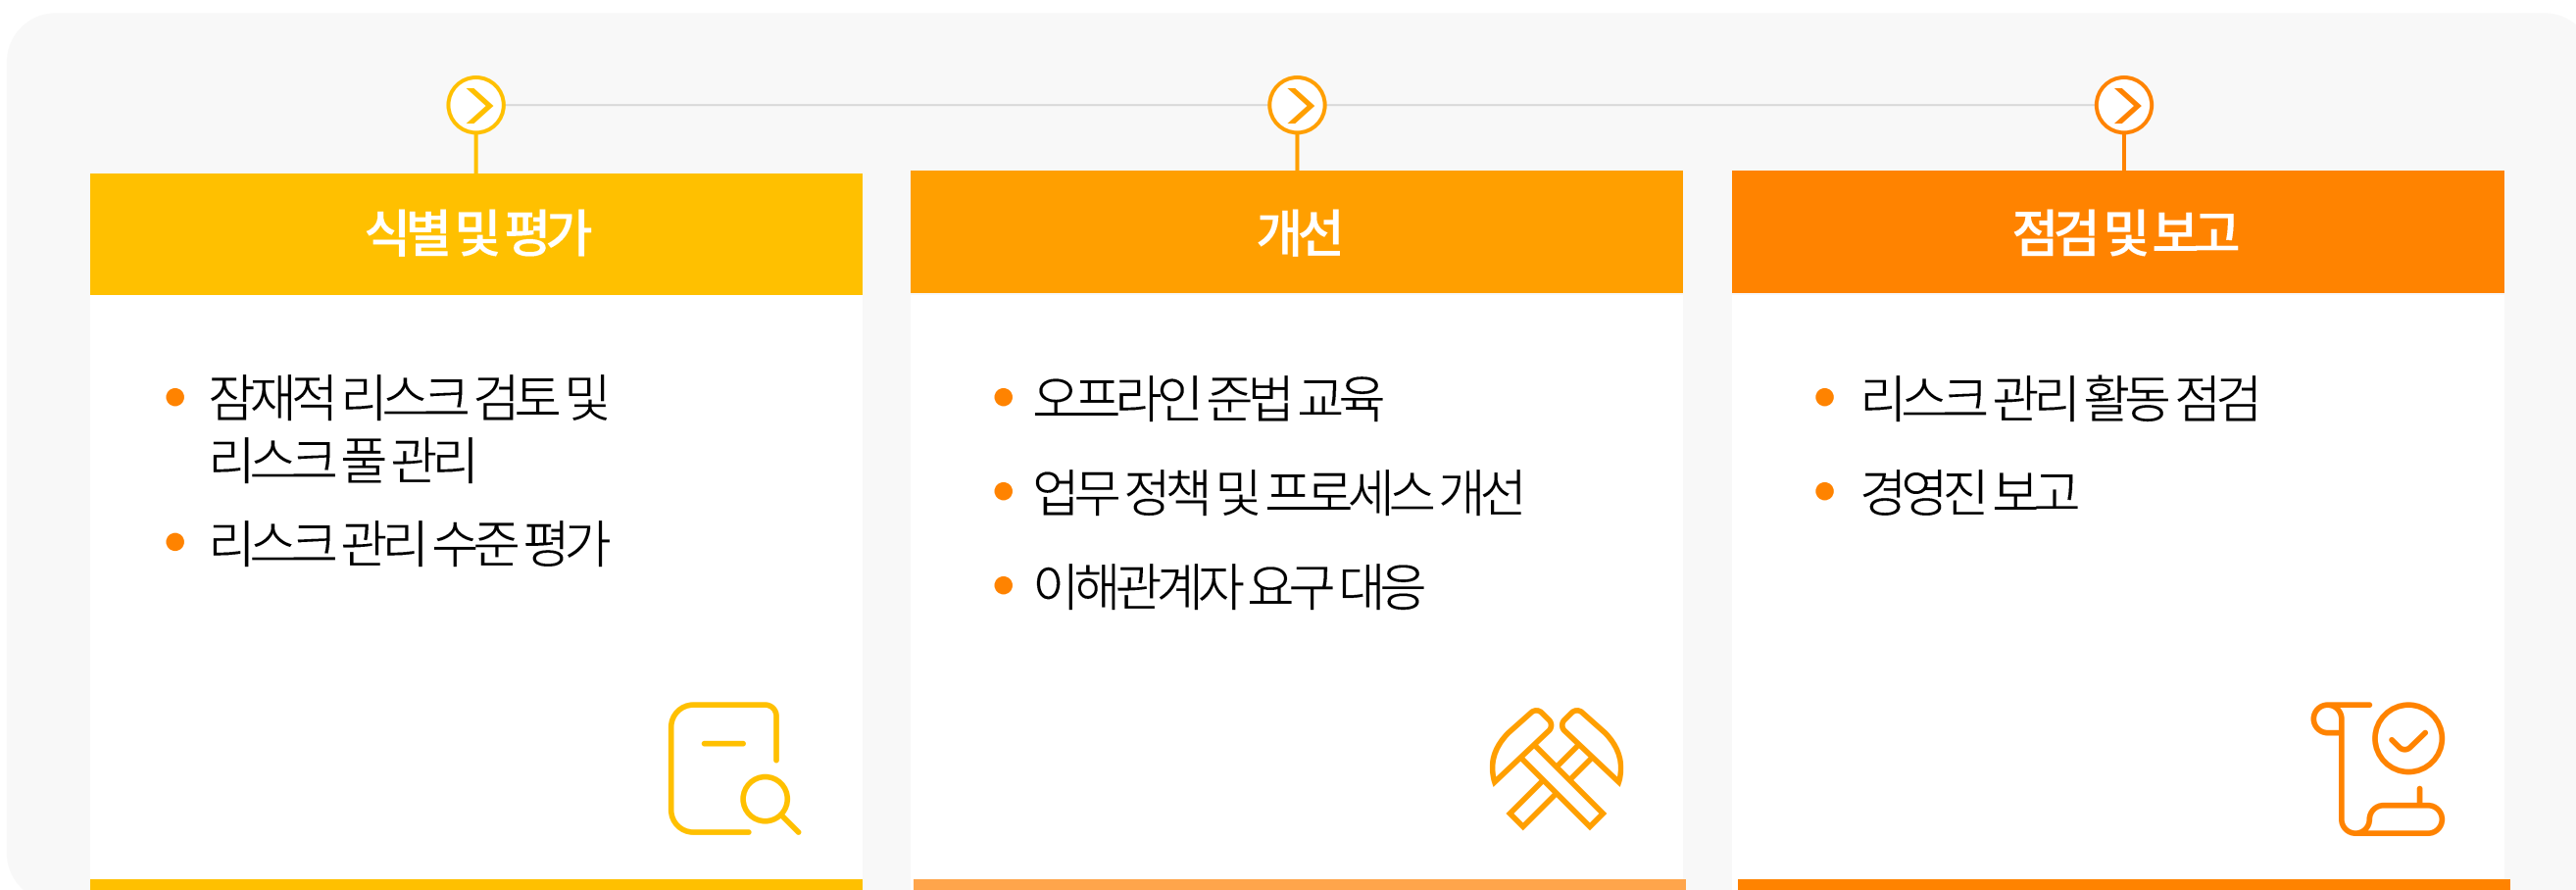 식별 및 평가
잠재적 리스크 검토 및
리스크 풀 관리
리스크 관리 수준 평가
개선
오프라인 준법 교육
업무 정책 및 프로세스 개선
이해관계자 요구 대응
점검 및 보고
리스크 관리 활동 점검
경영진 보고